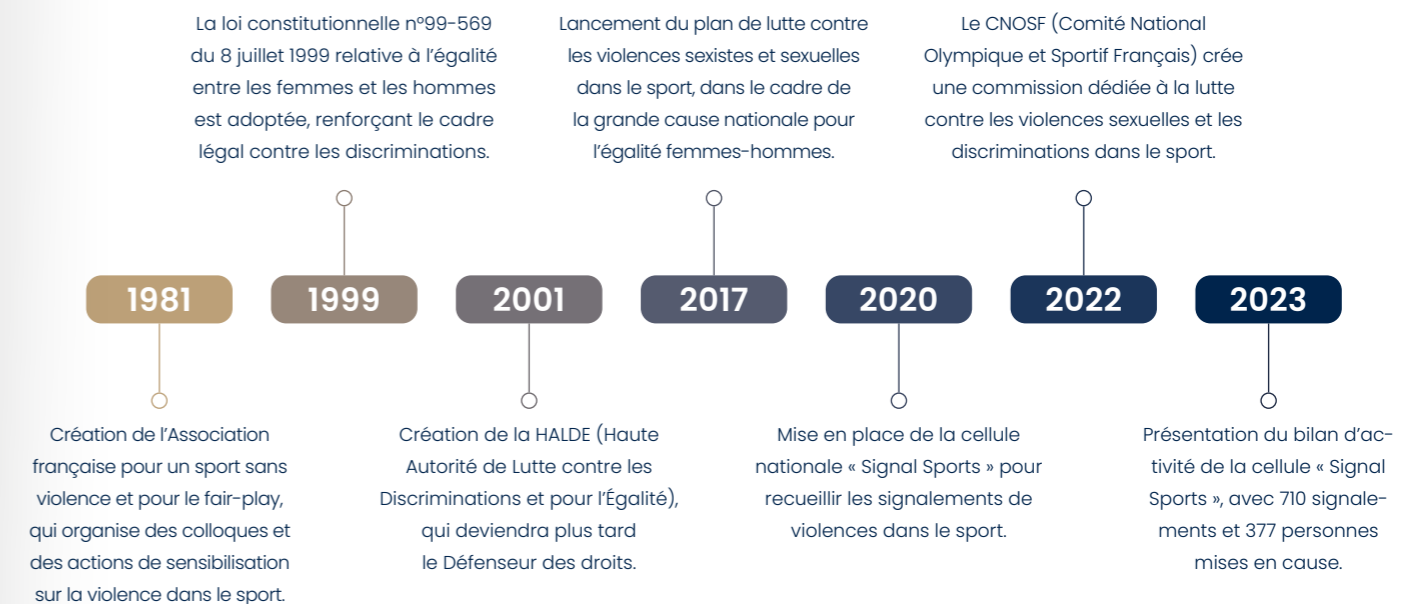 La loi constitutionnelle n°99-569
du 8 juillet 1999 relative à l’égalité
entre les femmes et les hommes
est adoptée, renforçant le cadre
légal contre les discriminations.
Lancement du plan de lutte contre
les violences sexistes et sexuelles
dans le sport, dans le cadre de
la grande cause nationale pour
l’égalité femmes-hommes.
Le CNOSF (Comité National
Olympique et Sportif Français) crée
une commission dédiée à la lutte
contre les violences sexuelles et les
discriminations dans le sport.
1981
1999
2001
2017
2020
2022
2023
Création de l’Association
française pour un sport sans
violence et pour le fair-play,
qui organise des colloques et
des actions de sensibilisation
sur la violence dans le sport.
Création de la HALDE (Haute
Autorité de Lutte contre les
Discriminations et pour l’Égalité),
qui deviendra plus tard
le Défenseur des droits.
Mise en place de la cellule
nationale « Signal Sports » pour
recueillir les signalements de
violences dans le sport.
Présentation du bilan d’ac-
tivité de la cellule « Signal
Sports », avec 710 signale-
ments et 377 personnes
mises en cause.